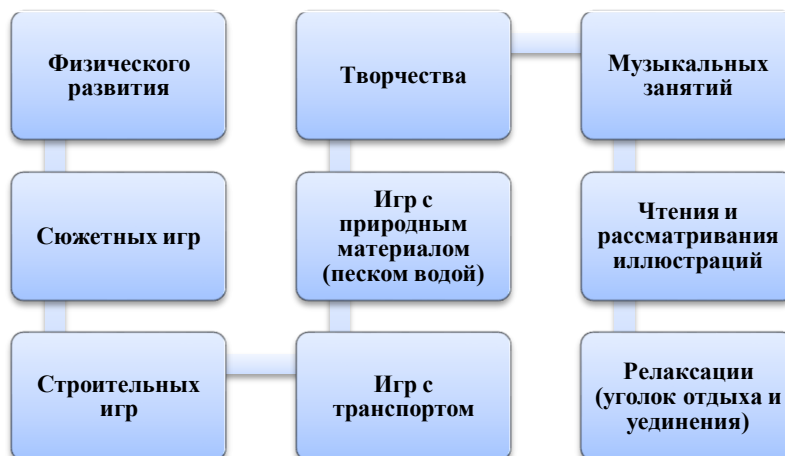 Физического
развития
Сюжетных игр
Строительных
игр
Игр с
транспортом
Игр с
природным
материалом
(песком водой)
Творчества
Музыкальных
занятий
Чтения и
рассматривания
иллюстраций
Релаксации
(уголок отдыха и
уединения)